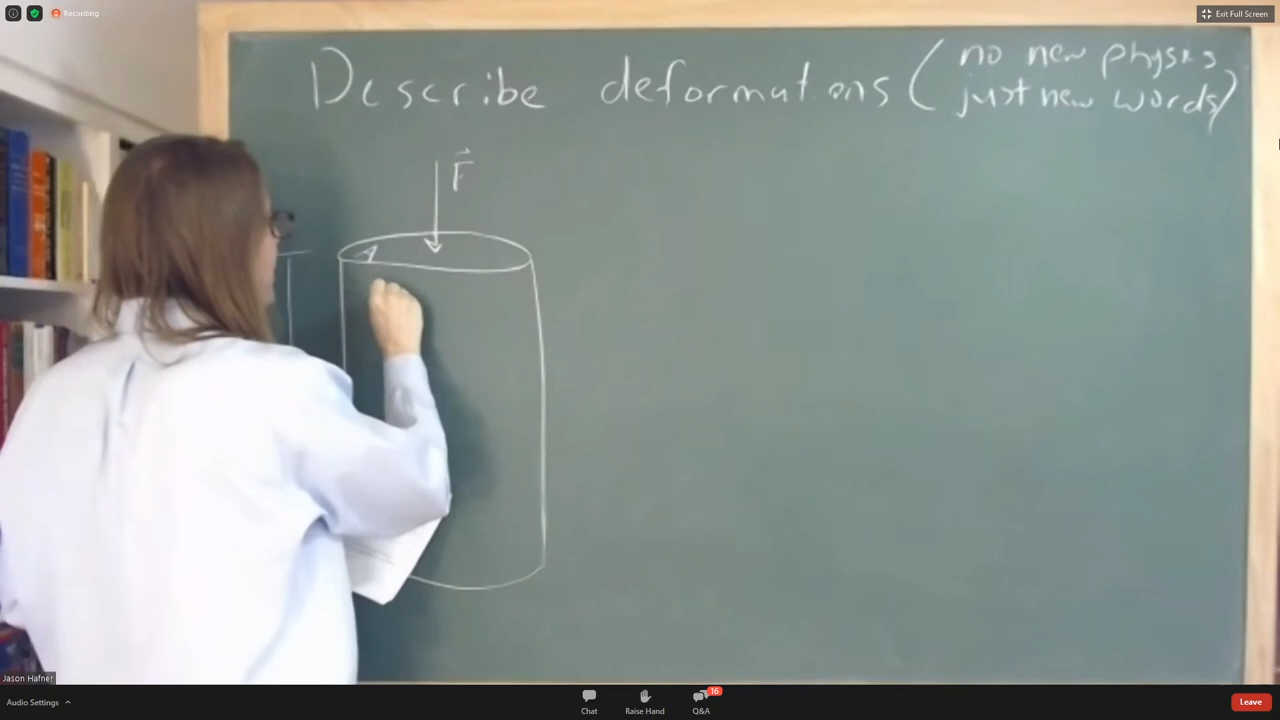 Recording
Exit Full Screen
Describe deformations (no new physics
just new words)
F
A
Jason Hafner
Audio Settings
Chat
Raise Hand
Q&A
16
Leave